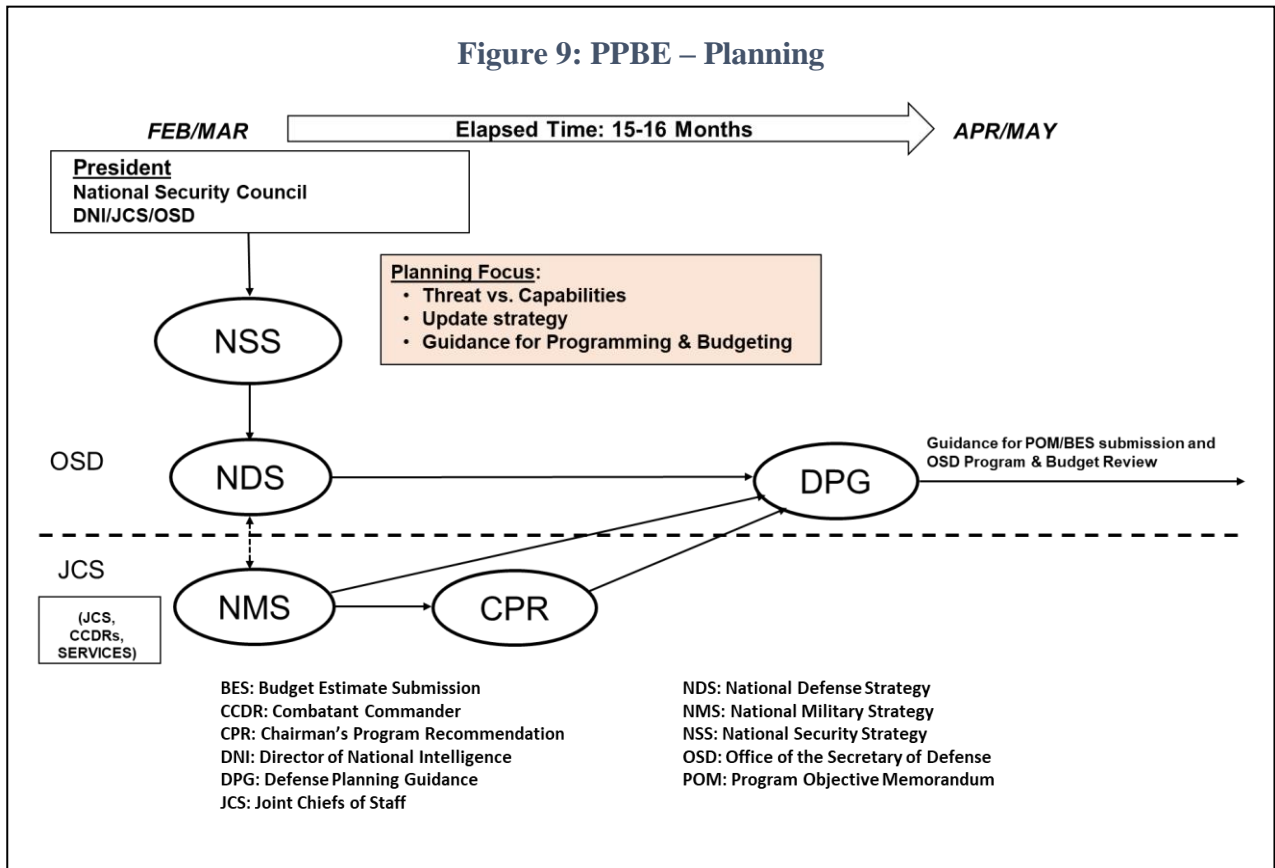 Figure 9: PPBE – Planning
FEB/MAR
Elapsed Time: 15-16 Months
APR/MAY
President
National Security Council
DNI/JCS/OSD
Planning Focus:
• Threat vs. Capabilities
• Update strategy
• Guidance for Programming & Budgeting
NSS
OSD
NDS
DPG
Guidance for POM/BES submission and
OSD Program & Budget Review
JCS
(JCS,
CCDRs,
SERVICES)
NMS
CPR
BES: Budget Estimate Submission
CCDR: Combatant Commander
CPR: Chairman's Program Recommendation
DNI: Director of National Intelligence
DPG: Defense Planning Guidance
JCS: Joint Chiefs of Staff
NDS: National Defense Strategy
NMS: National Military Strategy
NSS: National Security Strategy
OSD: Office of the Secretary of Defense
POM: Program Objective Memorandum